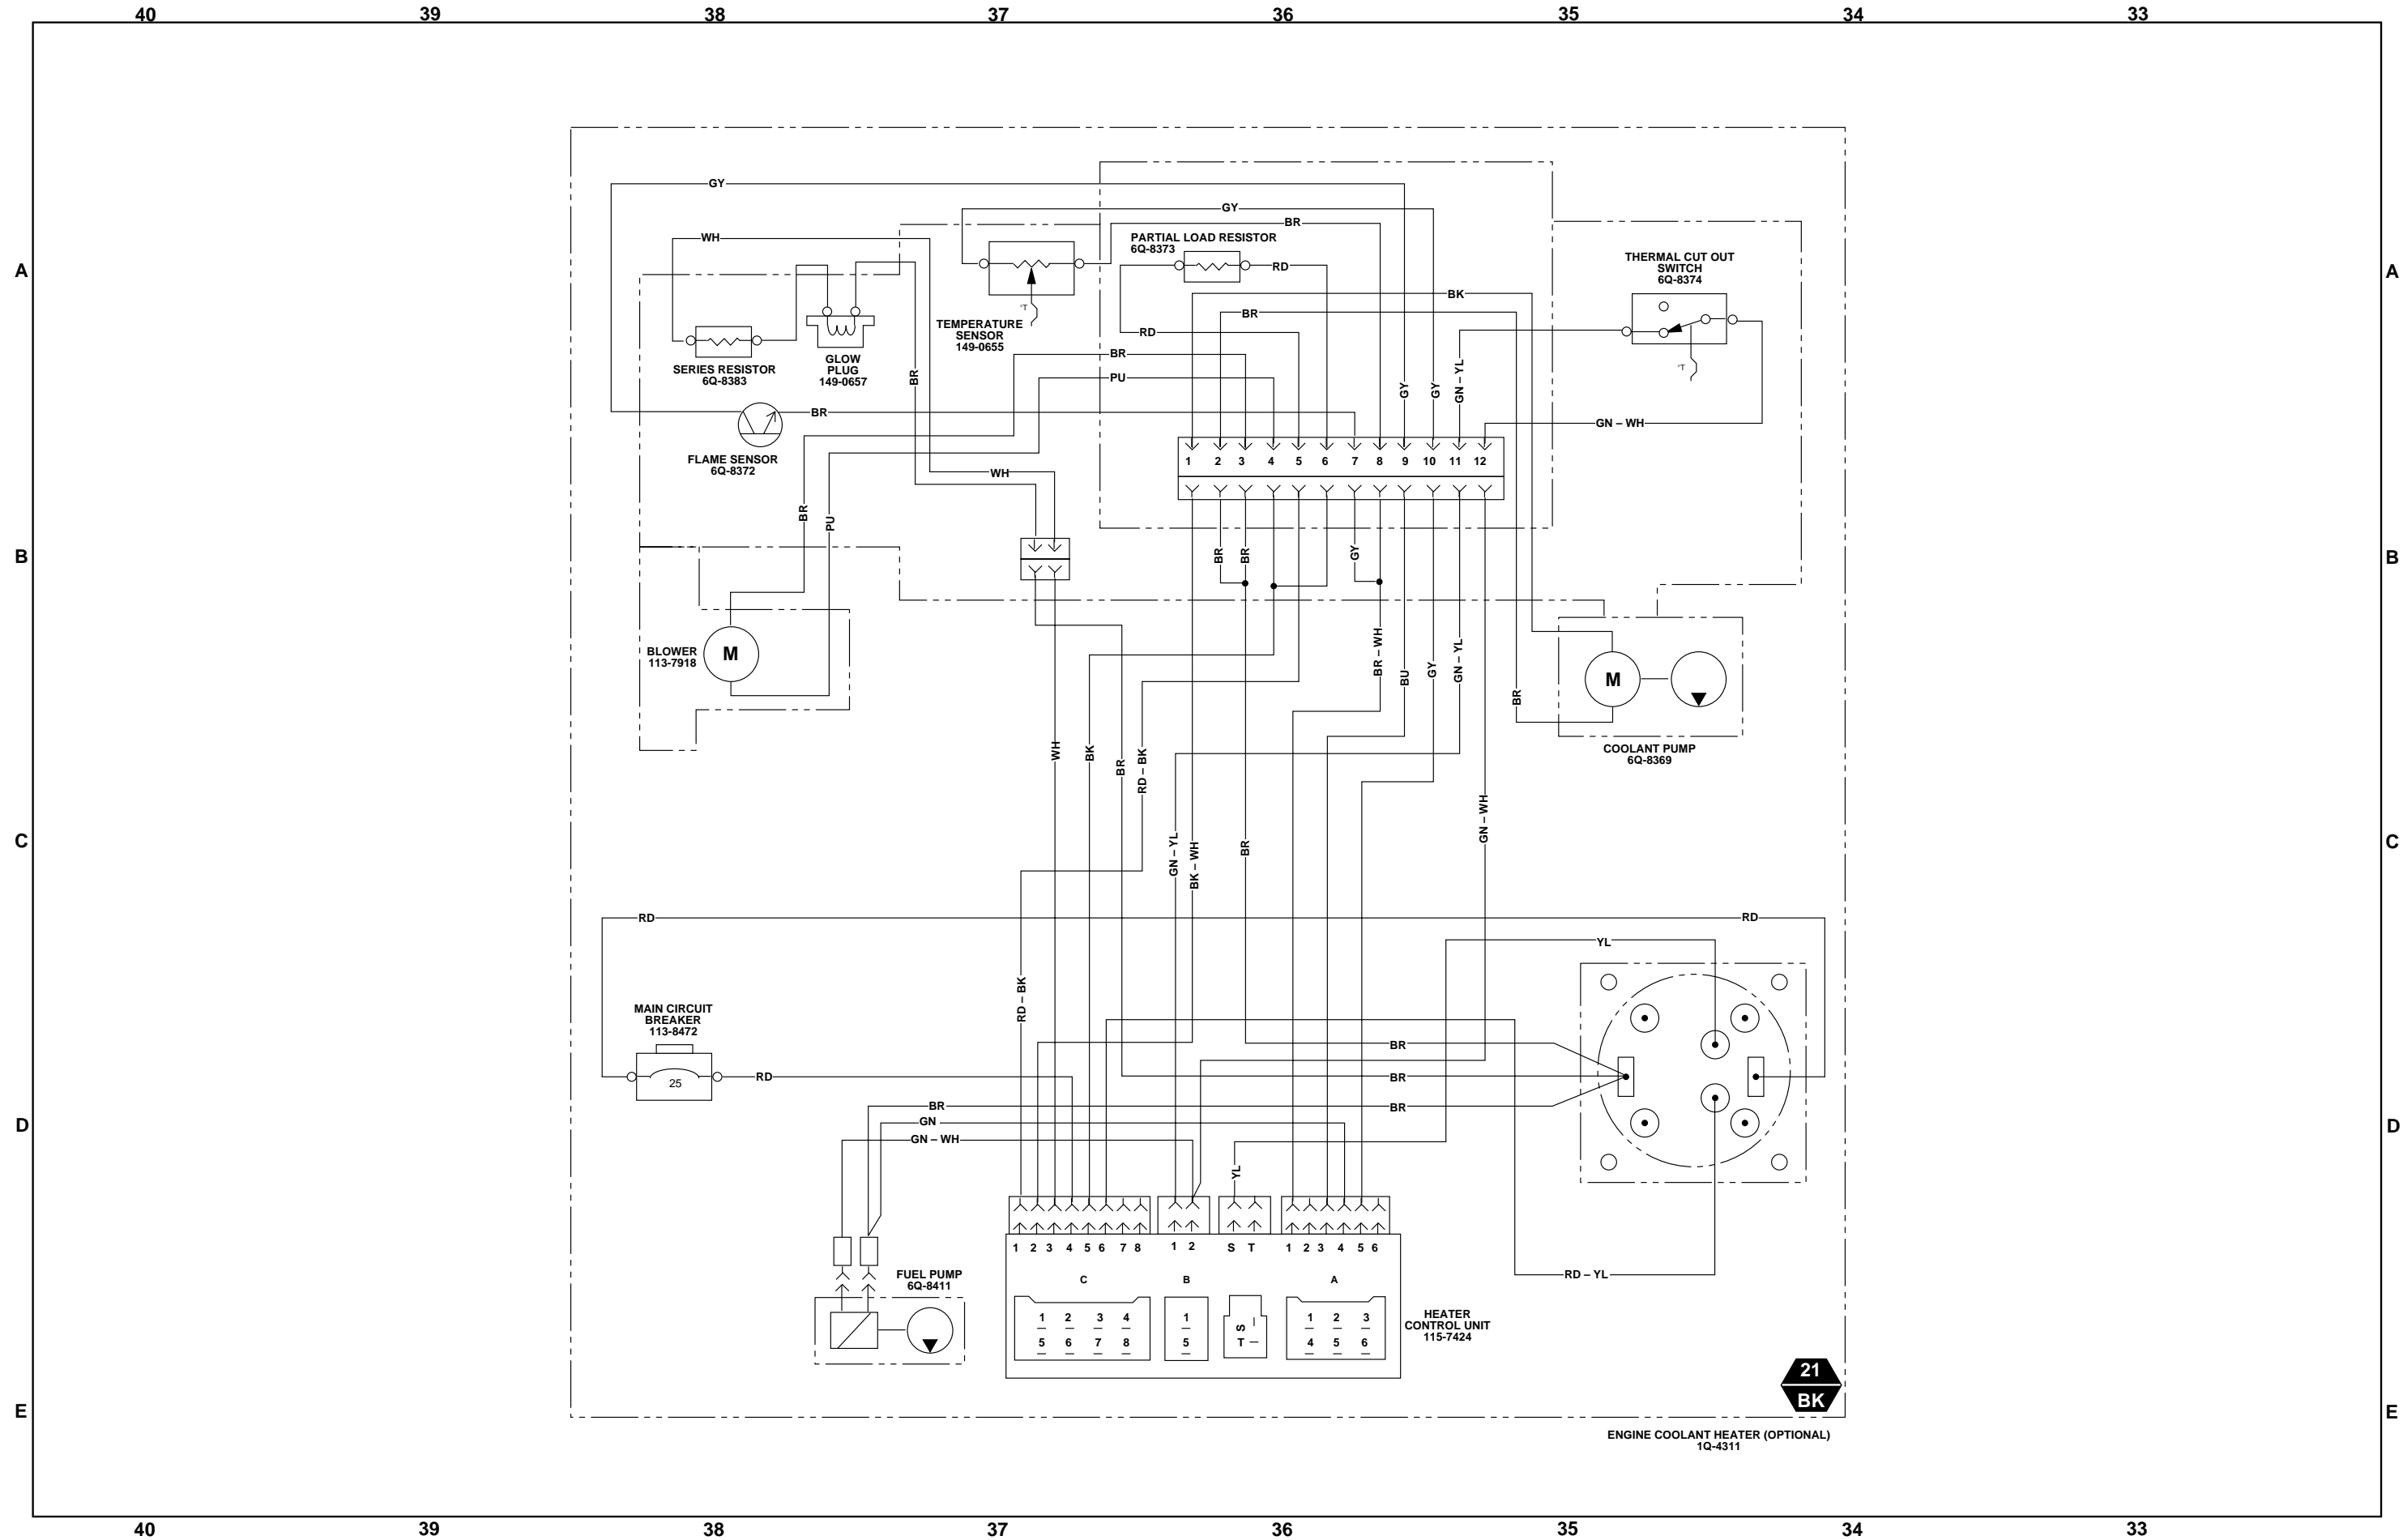 40 39 38 37 36 35 34 33
GY
GY
BR
WH
PARTIAL LOAD RESISTOR
6Q-8373
RD
THERMAL CUT OUT
SWITCH
6Q-8374
A
A
BK
BR
°T
TEMPERATURE
SENSOR
149-0655
RD
BR
GLOW
PLUG
149-0657
SERIES RESISTOR
6Q-8383
BR
PU
GY
GY
GN – YL
°T
BR
GN – WH
FLAME SENSOR
6Q-8372
1 2 3 4 5 6 7 8 9 10 11 12
WH
BR
PU
B
B
BR
BR
GY
BLOWER
113-7918
M
BR – WH
BU
GY
GN – YL
BR
M
COOLANT PUMP
6Q-8369
WH
BK
BR
RD – BK
C
C
GN – YL
BK – WH
BR
GN – WH
RD
RD
YL
RD – BK
MAIN CIRCUIT
BREAKER
113-8472
25
RD
BR
BR
BR
BR
GN
GN – WH
D
D
YL
1 2 3 4 5 6 7 8
1 2
S T
1 2 3 4 5 6
C
B
A
FUEL PUMP
6Q-8411
RD – YL
1 2 3 4
5 6 7 8
1
5
S
T
1 2 3
4 5 6
HEATER
CONTROL UNIT
115-7424
21
BK
E
E
ENGINE COOLANT HEATER (OPTIONAL)
1Q-4311
40 39 38 37 36 35 34 33